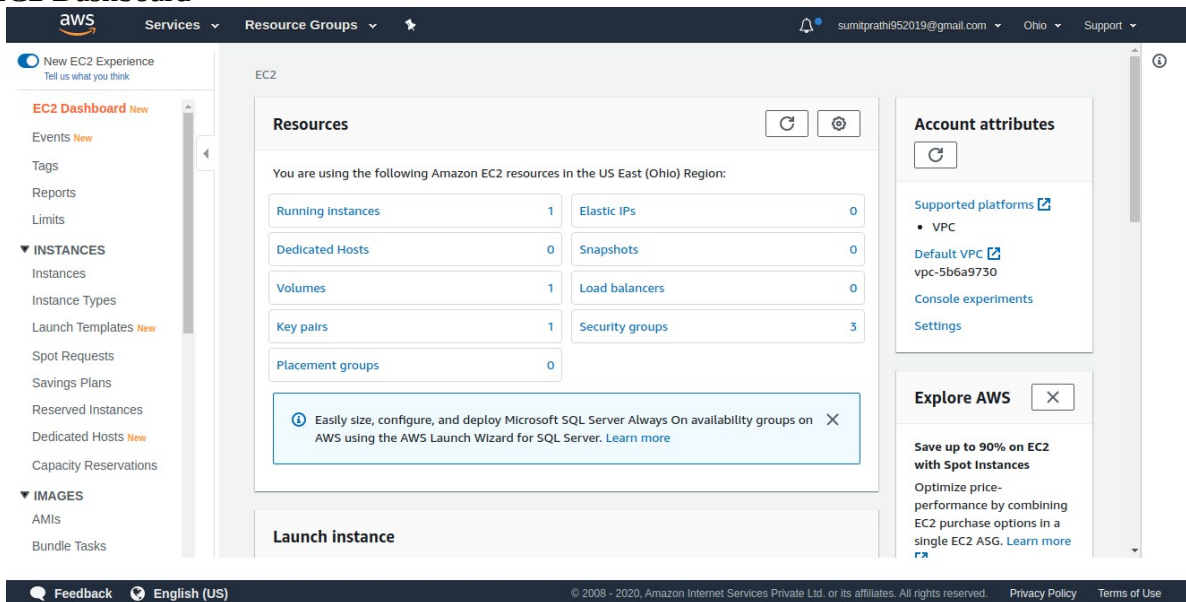 EC2 Dashboard
aws Services Resource Groups sumitprathi952019@gmail.com Ohio Support
New EC2 Experience
Tell us what you think
EC2 Dashboard New
Events New
Tags
Reports
Limits
INSTANCES
Instances
Instance Types
Launch Templates New
Spot Requests
Savings Plans
Reserved Instances
Dedicated Hosts New
Capacity Reservations
IMAGES
AMIs
Bundle Tasks
EC2
Resources
You are using the following Amazon EC2 resources in the US East (Ohio) Region:
Running instances 1 Elastic IPs 0
Dedicated Hosts 0 Snapshots 0
Volumes 1 Load balancers 0
Key pairs 1 Security groups 3
Placement groups 0
Easily size, configure, and deploy Microsoft SQL Server Always On availability groups on
AWS using the AWS Launch Wizard for SQL Server. Learn more
Launch instance
Account attributes
Supported platforms
• VPC
Default VPC
vpc-5b6a9730
Console experiments
Settings
Explore AWS
Save up to 90% on EC2
with Spot Instances
Optimize price-
performance by combining
EC2 purchase options in a
single EC2 ASG. Learn more
Feedback English (US) © 2008 - 2020, Amazon Internet Services Private Ltd. or its affiliates. All rights reserved. Privacy Policy Terms of Use